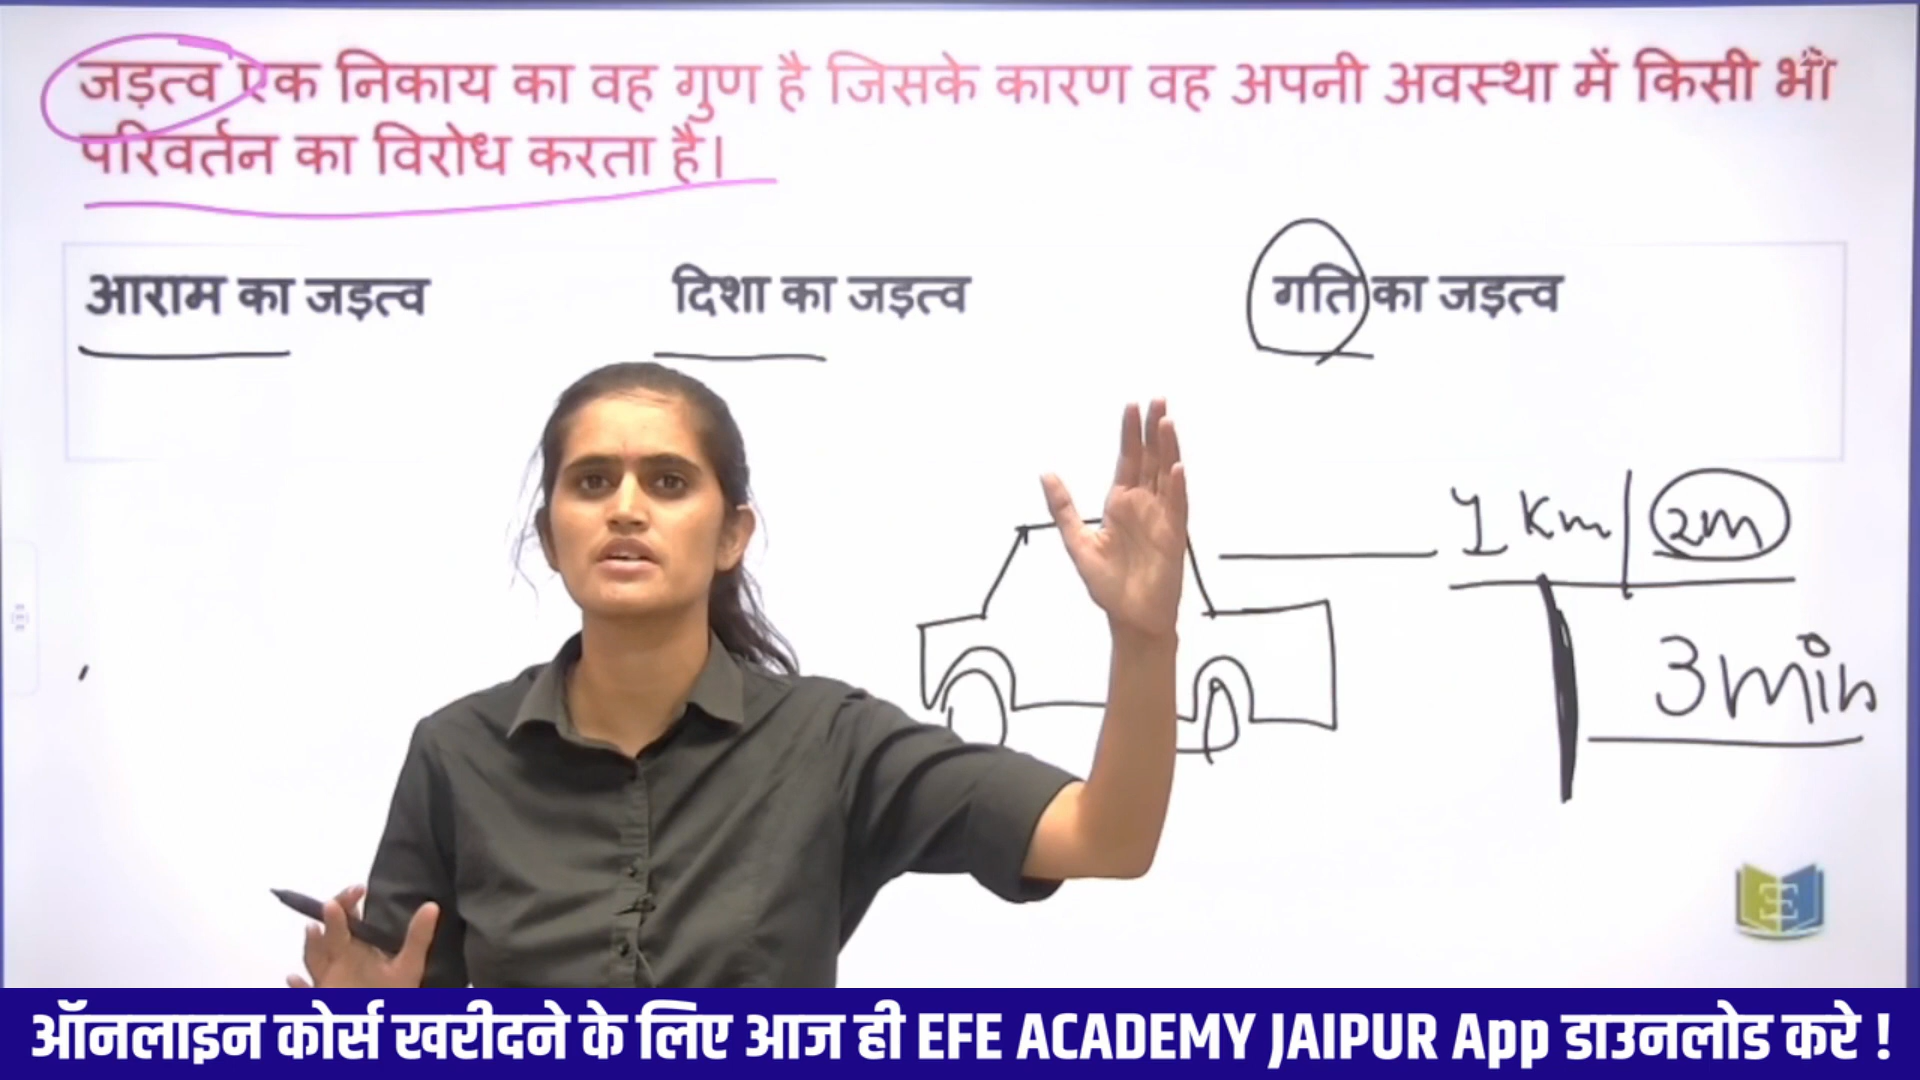 जड़त्व एक निकाय का वह गुण है जिसके कारण वह अपनी अवस्था में किसी भी
परिवर्तन का विरोध करता है।
आराम का जड़त्व दिशा का जड़त्व गति का जड़त्व
1 Km 2m
3 min
ऑनलाइन कोर्स खरीदने के लिए आज ही EFE ACADEMY JAIPUR App डाउनलोड करे !